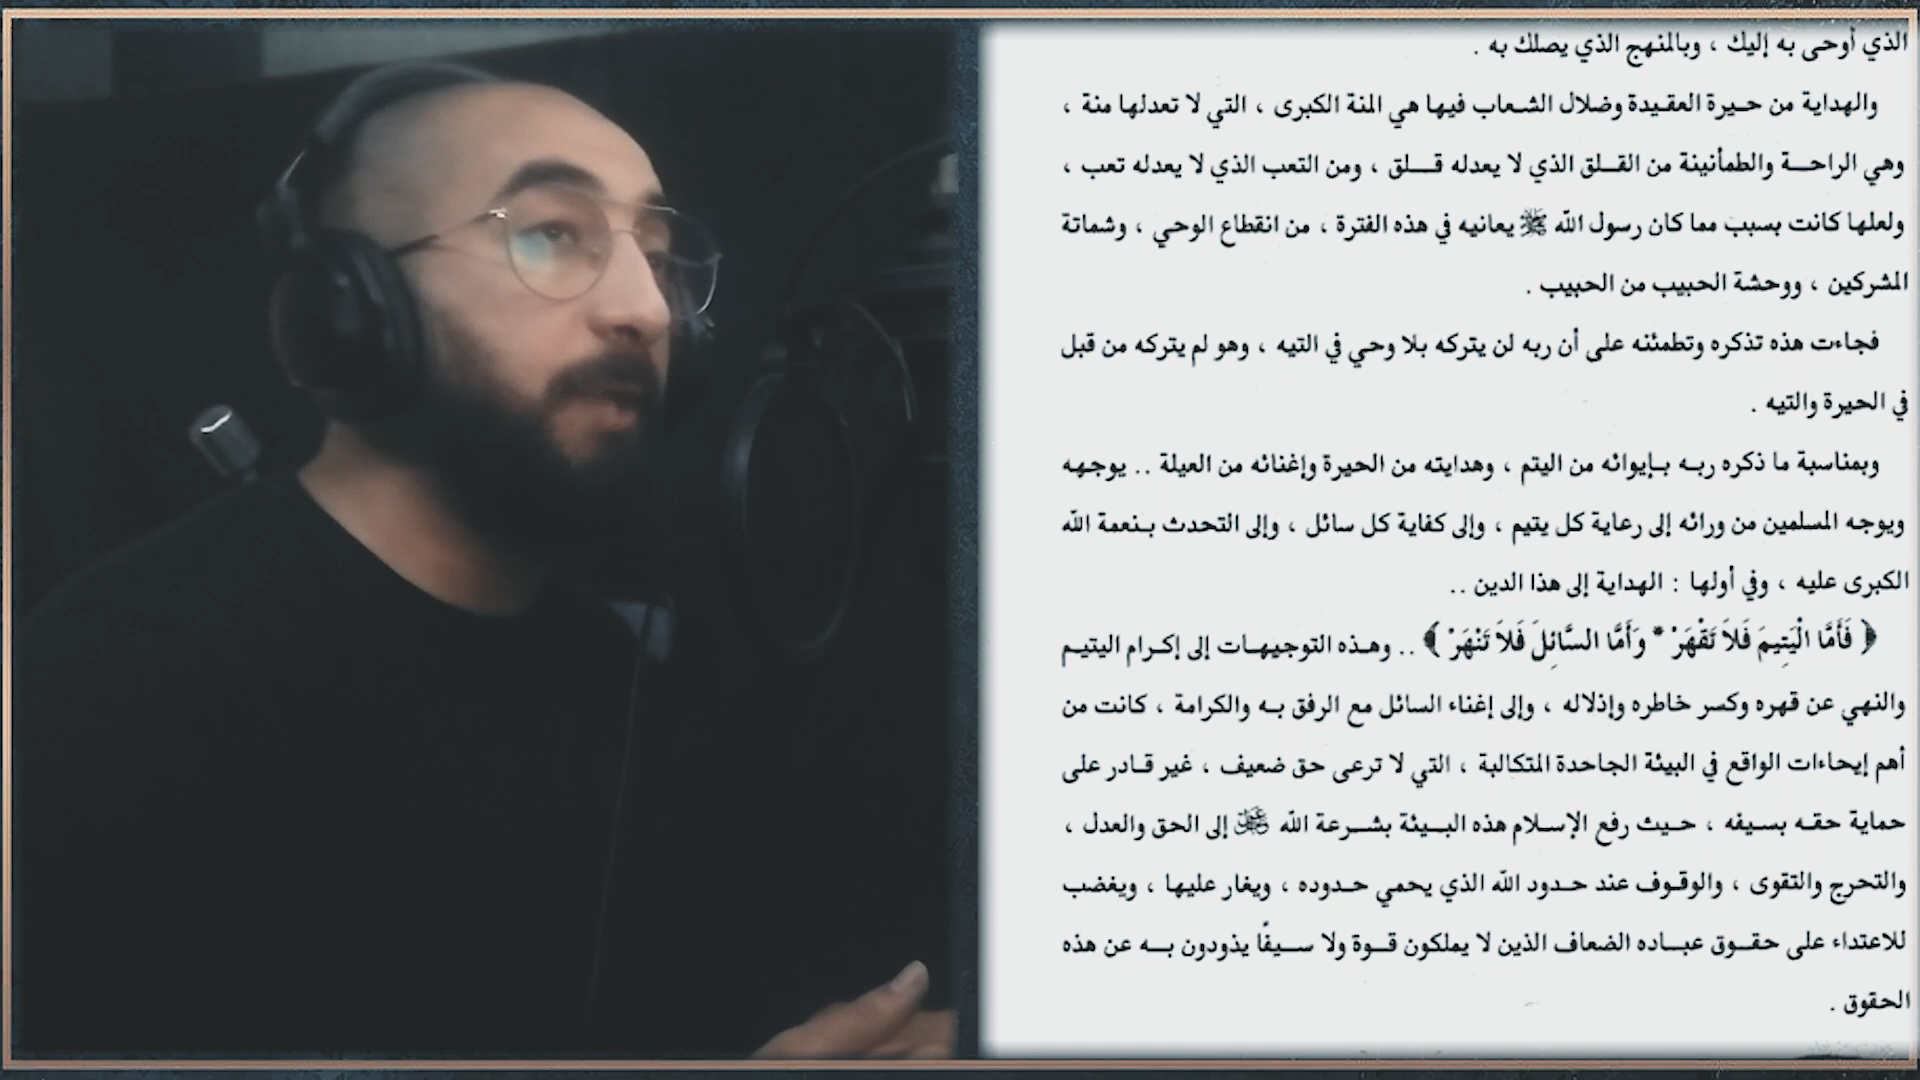 الذي أوحى به إليك ، وبالمنهج الذي يصلك به .
والهداية من حيرة العقيدة وضلال الشعاب فيها هي المنة الكبرى ، التي لا تعدلها منة ،
وهي الراحة والطمأنينة من القلق الذي لا يعدله قلق ، ومن التعب الذي لا يعدله تعب ،
ولعلها كانت بسبب مما كان رسول الله ﷺ يعانيه في هذه الفترة ، من انقطاع الوحي ، وشماتة
المشركين ، ووحشة الحبيب من الحبيب .
فجاءت هذه تذكره وتطمئنه على أن ربه لن يتركه بلا وحي في التيه ، وهو لم يتركه من قبل
في الحيرة والتيه .
وبمناسبة ما ذكره ربه بإيوائه من اليتم ، وهدايته من الحيرة وإغنائه من العيلة .. يوجهه
ويوجه المسلمين من ورائه إلى رعاية كل يتيم ، وإلى كفاية كل سائل ، وإلى التحدث بنعمة الله
الكبرى عليه ، وفي أولها : الهداية إلى هذا الدين ..
﴿ فَأَمَّا الْيَتِيمَ فَلاَ تَقْهَرْ * وَأَمَّا السَّائِلَ فَلاَ تَنْهَرْ ﴾ .. وهذه التوجيهات إلى إكرام اليتيم
والنهي عن قهره وكسر خاطره وإذلاله ، وإلى إغناء السائل مع الرفق به والكرامة ، كانت من
أهم إيحاءات الواقع في البيئة الجاحدة المتكالبة ، التي لا ترعى حق ضعيف ، غير قادر على
حماية حقه بسيفه ، حيث رفع الإسلام هذه البيئة بشرعة الله إلى الحق والعدل ،
والتحرج والتقوى ، والوقوف عند حدود الله الذي يحمي حدوده ، ويغار عليها ، ويغضب
للاعتداء على حقوق عباده الضعاف الذين لا يملكون قوة ولا سيفًا يذودون به عن هذه
الحقوق .